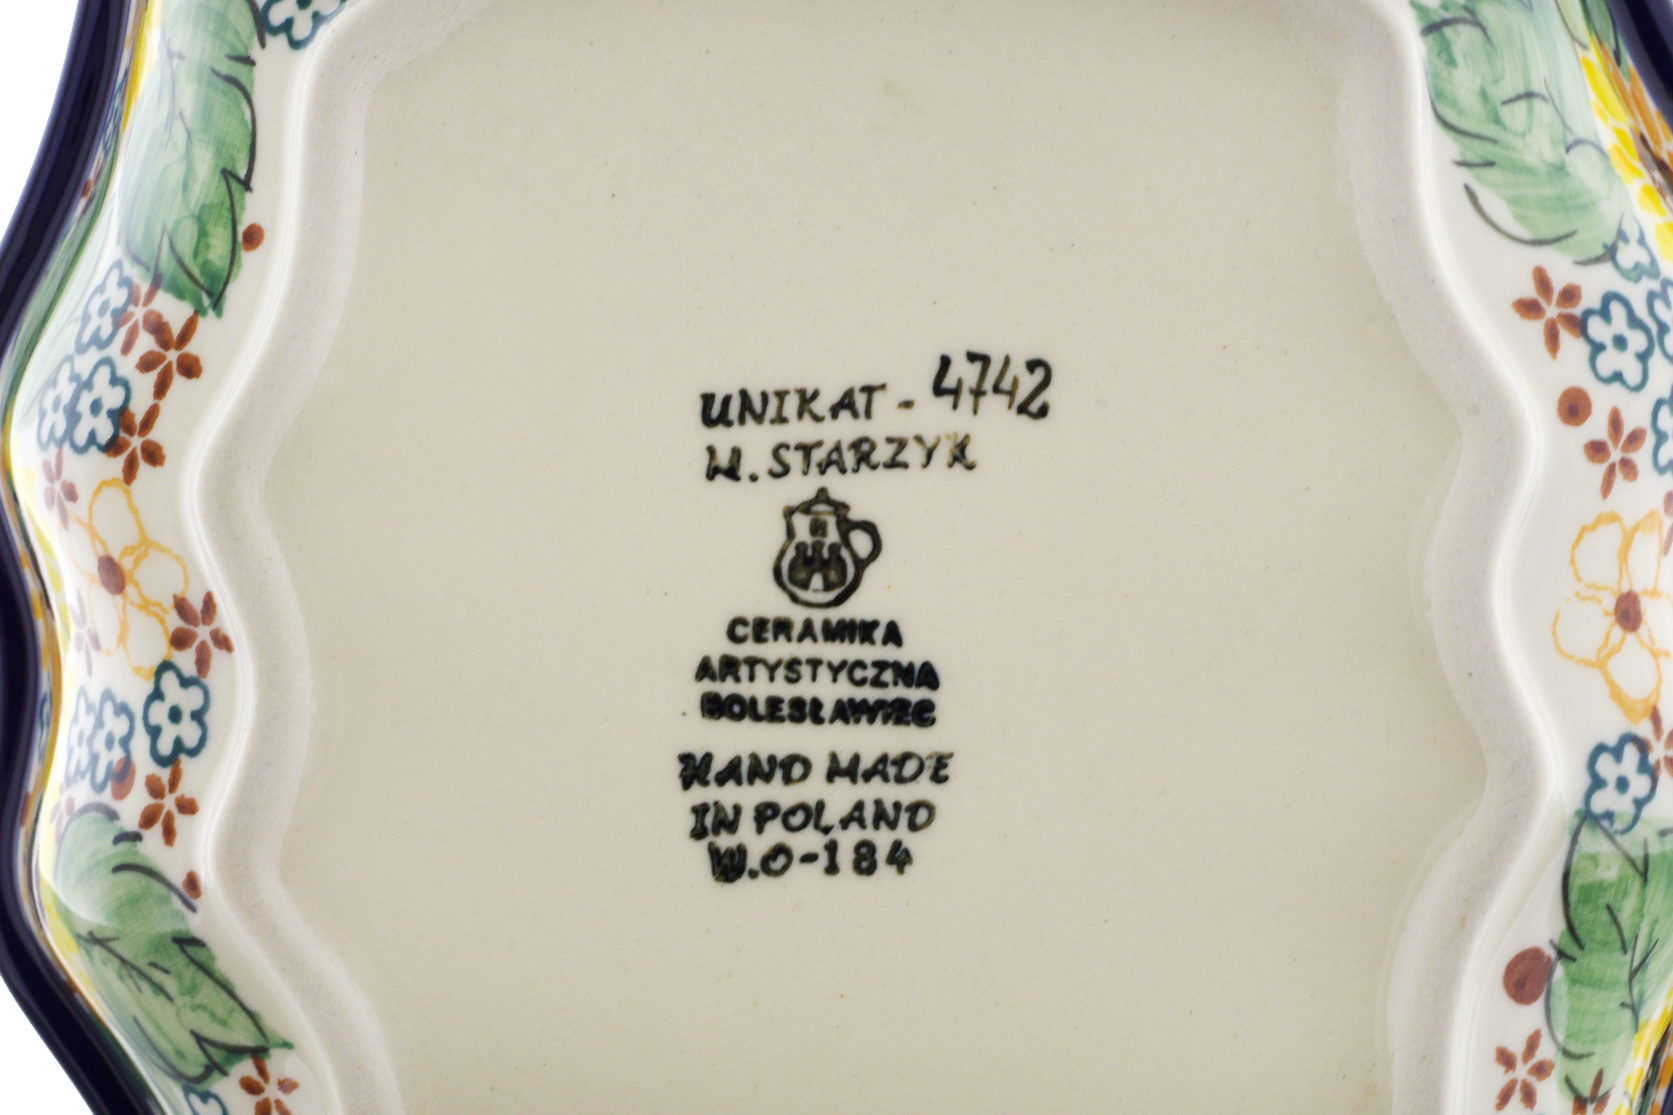 UNIKAT - 4742
W. STARZYK
CERAMIKA
ARTYSTYCZNA
BOLESŁAWIEC
HAND MADE
IN POLAND
W.O-184